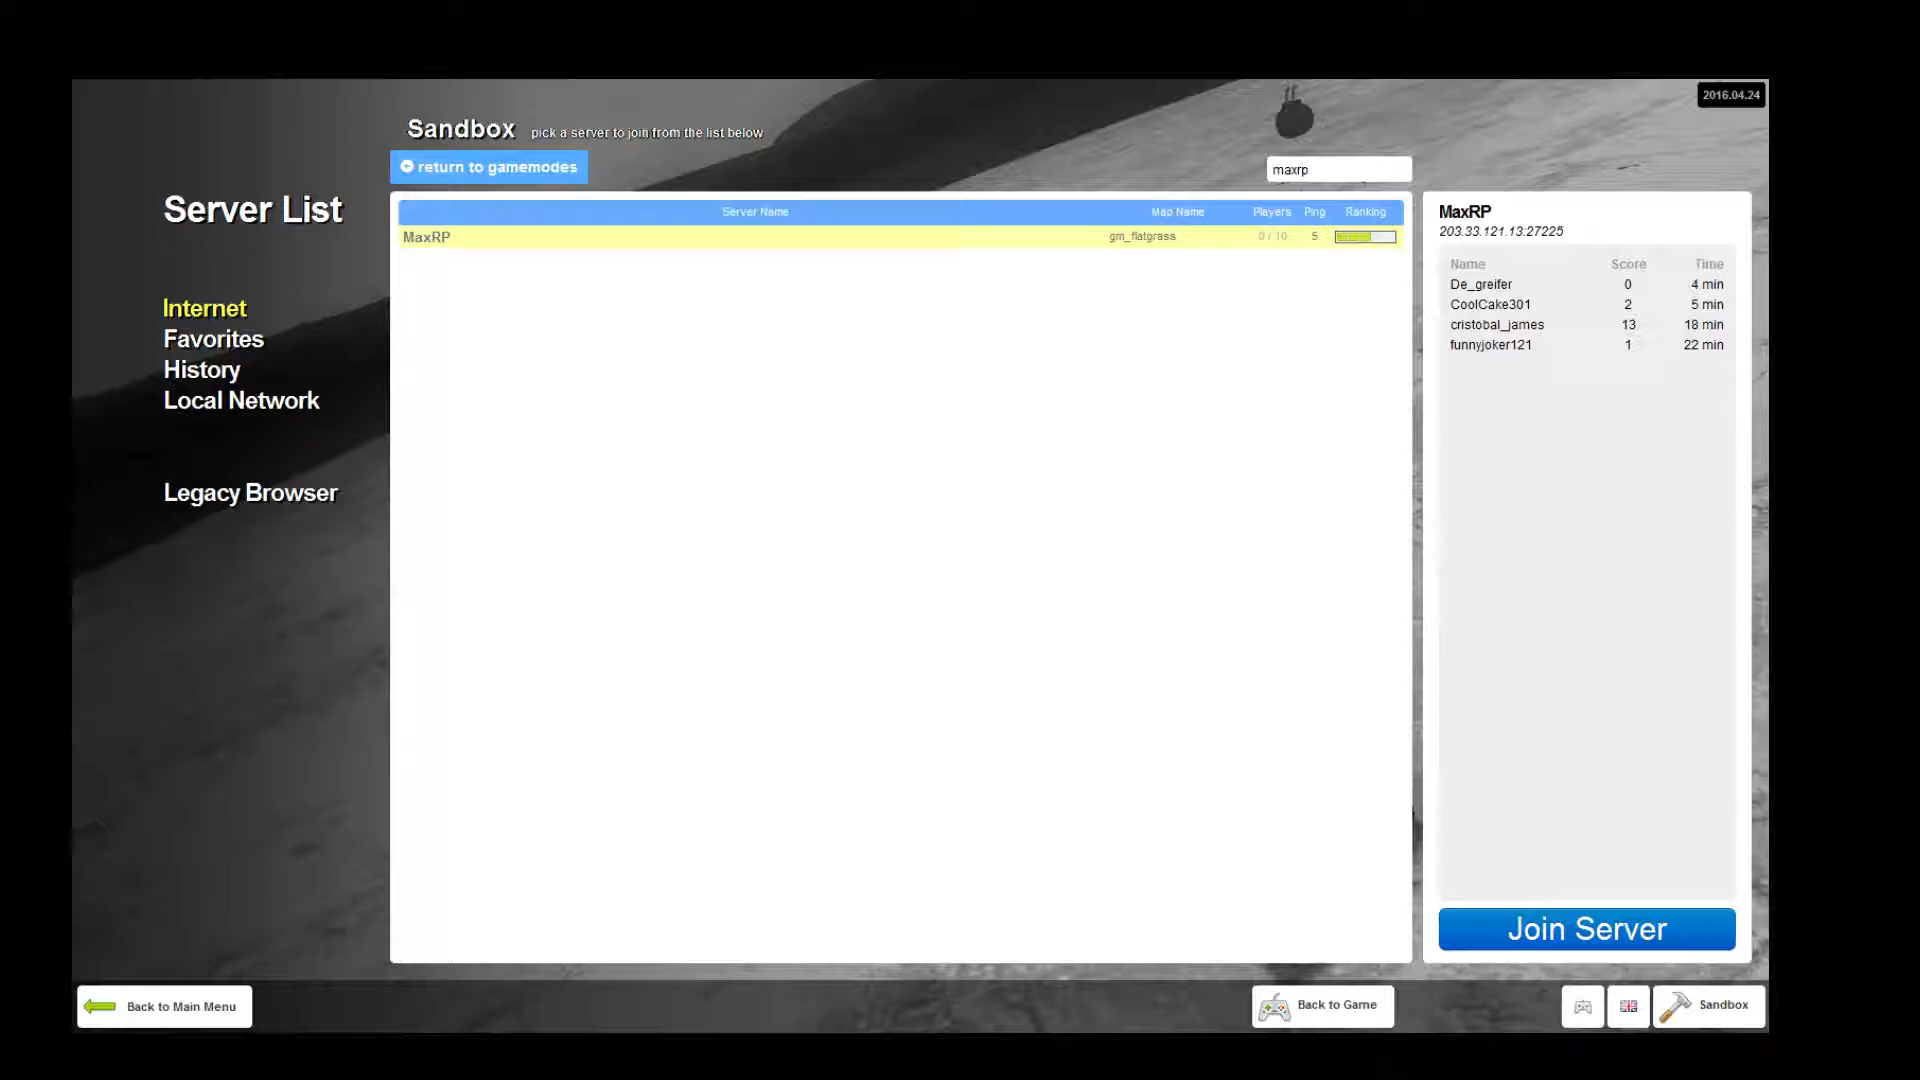 2016.04.24
Sandbox pick a server to join from the list below
return to gamemodes
maxrp
Server List
Internet
Favorites
History
Local Network
Legacy Browser
Server Name Map Name Players Ping Ranking
MaxRP gm_flatgrass 0 / 10 5
MaxRP
203.33.121.13:27225
Name Score Time
De_greifer 0 4 min
CoolCake301 2 5 min
cristobal_james 13 18 min
funnyjoker121 1 22 min
Join Server
Back to Main Menu
Back to Game
Sandbox